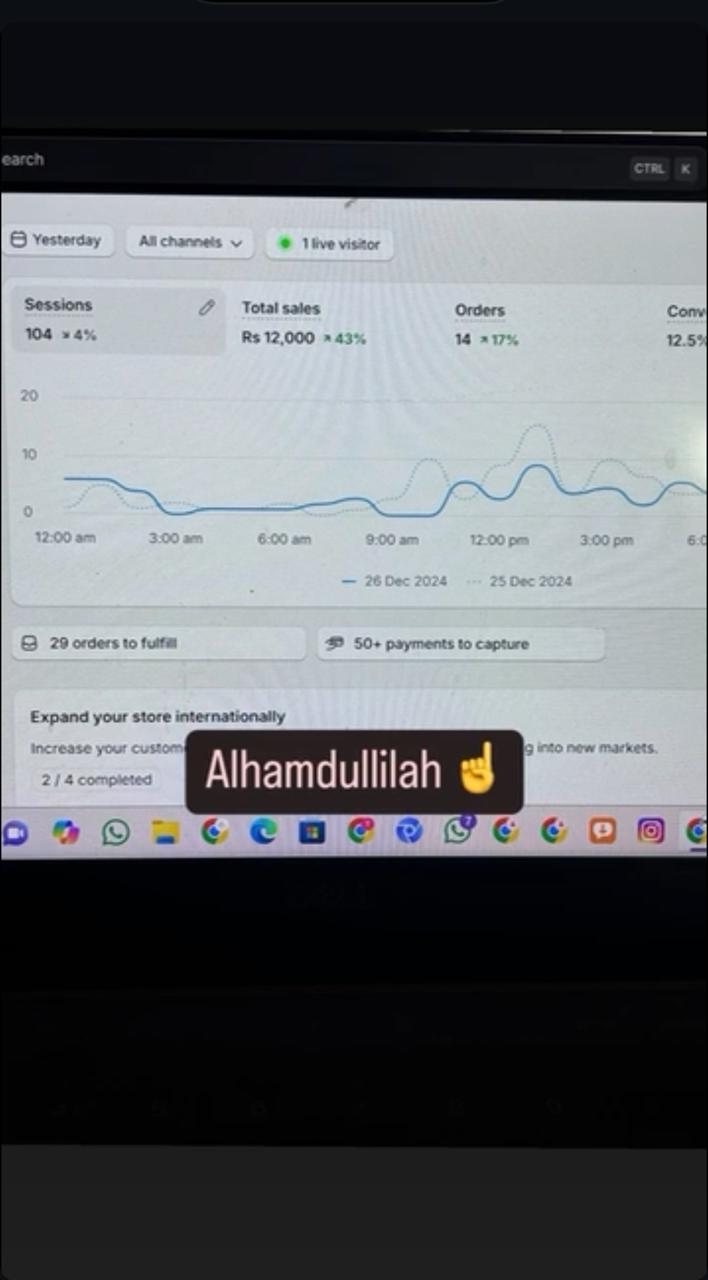 earch
CTRL K
Yesterday All channels 1 live visitor
Sessions Total sales Orders Conv
104 ↘ 4% Rs 12,000 ↗ 43% 14 ↗ 17% 12.5%
20
10
0
12:00 am 3:00 am 6:00 am 9:00 am 12:00 pm 3:00 pm 6:0
26 Dec 2024 25 Dec 2024
29 orders to fulfill 50+ payments to capture
Expand your store internationally
Increase your custom g into new markets.
Alhamdullilah ☝️
2 / 4 completed
7